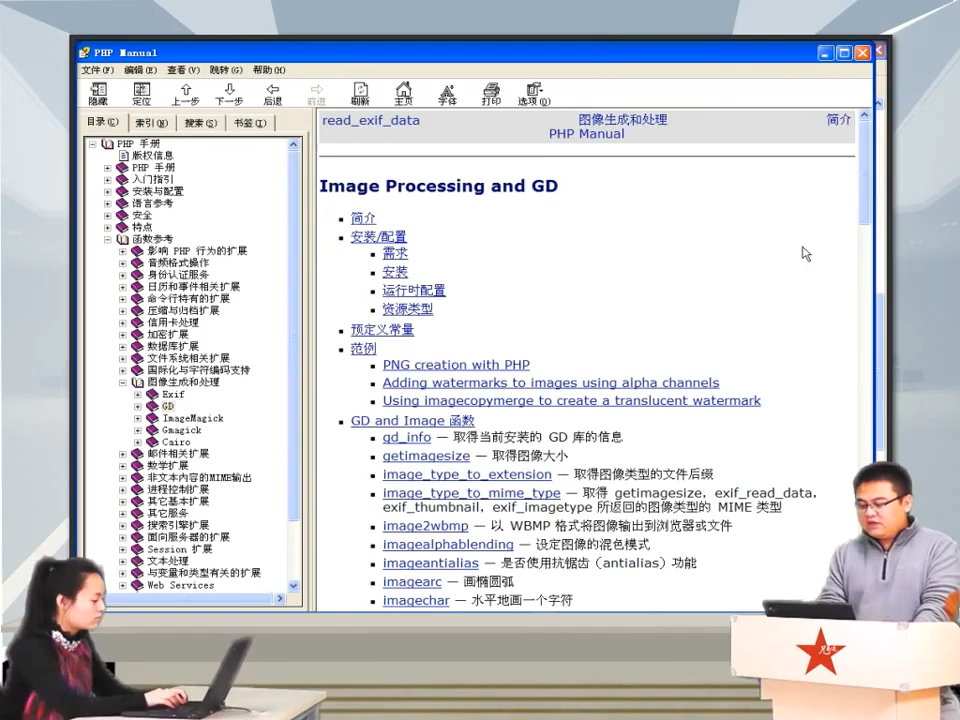 PHP Manual
文件(F) 编辑(E) 查看(V) 跳转(G) 帮助(H)
隐藏 定位 上一步 下一步 后退 前进 刷新 主页 字体 打印 选项(O)
目录(C) 索引(N) 搜索(S) 书签(I)
PHP 手册
版权信息
PHP 手册
入门指引
安装与配置
语言参考
安全
特点
函数参考
影响 PHP 行为的扩展
音频格式操作
身份认证服务
日历和事件相关扩展
命令行特有的扩展
压缩与归档扩展
信用卡处理
加密扩展
数据库扩展
文件系统相关扩展
国际化与字符编码支持
图像生成和处理
Exif
GD
ImageMagick
Gmagick
Cairo
邮件相关扩展
数学扩展
非文本内容的MIME输出
进程控制扩展
其它基本扩展
其它服务
搜索引擎扩展
面向服务器的扩展
Session 扩展
文本处理
与变量和类型有关的扩展
Web Services
read_exif_data 图像生成和处理 简介
PHP Manual
Image Processing and GD
简介
安装/配置
需求
安装
运行时配置
资源类型
预定义常量
范例
PNG creation with PHP
Adding watermarks to images using alpha channels
Using imagecopymerge to create a translucent watermark
GD and Image 函数
gd_info — 取得当前安装的 GD 库的信息
getimagesize — 取得图像大小
image_type_to_extension — 取得图像类型的文件后缀
image_type_to_mime_type — 取得 getimagesize，exif_read_data，
exif_thumbnail，exif_imagetype 所返回的图像类型的 MIME 类型
image2wbmp — 以 WBMP 格式将图像输出到浏览器或文件
imagealphablending — 设定图像的混色模式
imageantialias — 是否使用抗锯齿（antialias）功能
imagearc — 画椭圆弧
imagechar — 水平地画一个字符